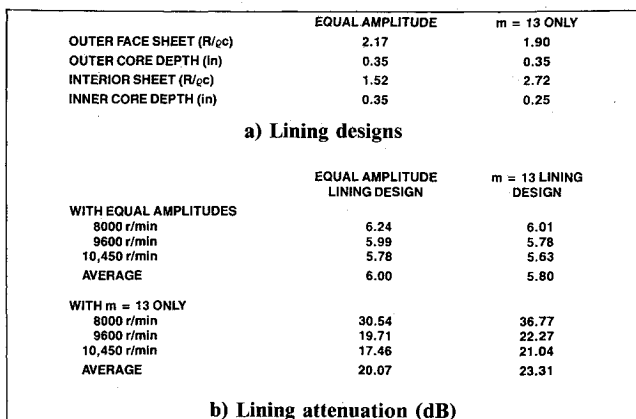 EQUAL AMPLITUDE m = 13 ONLY
OUTER FACE SHEET (R/ϱc) 2.17 1.90
OUTER CORE DEPTH (in) 0.35 0.35
INTERIOR SHEET (R/ϱc) 1.52 2.72
INNER CORE DEPTH (in) 0.35 0.25
a) Lining designs
EQUAL AMPLITUDE m = 13 LINING
LINING DESIGN DESIGN
WITH EQUAL AMPLITUDES
8000 r/min 6.24 6.01
9600 r/min 5.99 5.78
10,450 r/min 5.78 5.63
AVERAGE 6.00 5.80
WITH m = 13 ONLY
8000 r/min 30.54 36.77
9600 r/min 19.71 22.27
10,450 r/min 17.46 21.04
AVERAGE 20.07 23.31
b) Lining attenuation (dB)